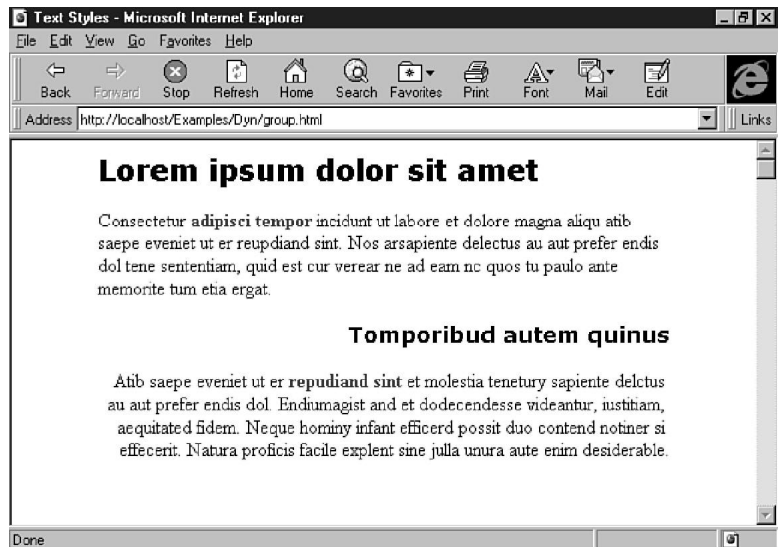 Text Styles - Microsoft Internet Explorer
File Edit View Go Favorites Help
Back Forward Stop Refresh Home Search Favorites Print Font Mail Edit
Address http://localhost/Examples/Dyn/group.html Links
Lorem ipsum dolor sit amet
Consectetur adipisci tempor incidunt ut labore et dolore magna aliqu atib
saepe eveniet ut er reupdiand sint. Nos arsapiente delectus au aut prefer endis
dol tene sententiam, quid est cur verear ne ad eam nc quos tu paulo ante
memorite tum etia ergat.
Tomporibud autem quinus
Atib saepe eveniet ut er repudiand sint et molestia tenetury sapiente delctus
au aut prefer endis dol. Endiumagist and et dodecendesse videantur, iustitiam,
aequitated fidem. Neque hominy infant efficerd possit duo contend notiner si
effecerit. Natura proficis facile explent sine julla unura aute enim desiderable.
Done